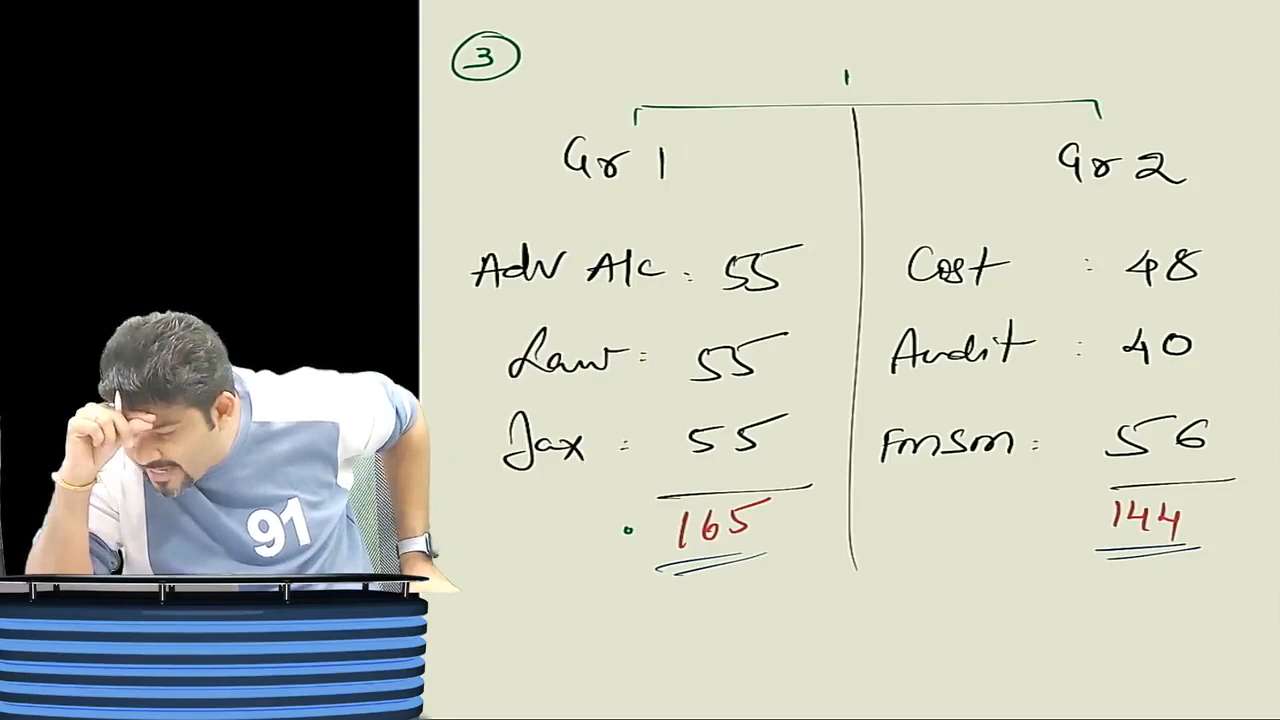 3
Gr 1
Adv A/c : 55
Law : 55
Tax : 55
165
Gr 2
Cost : 48
Audit : 40
FMSM : 56
144
91